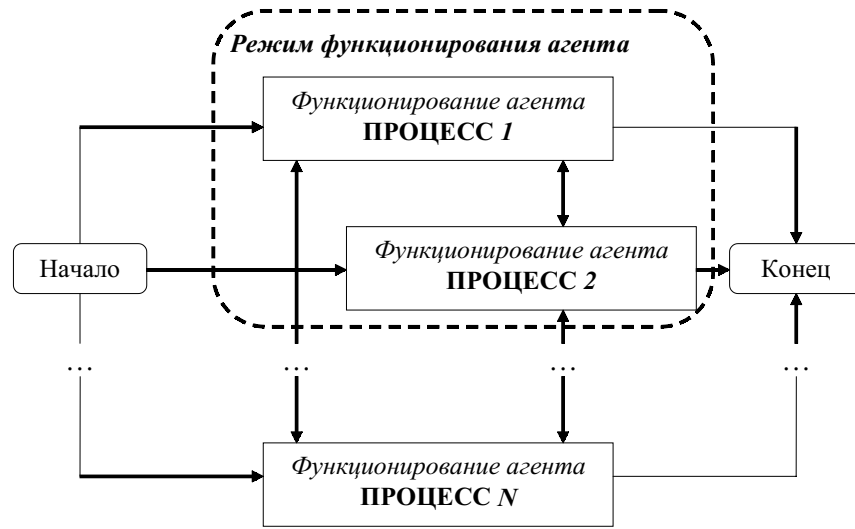 Режим функционирования агента
Функционирование агента
ПРОЦЕСС 1
Функционирование агента
ПРОЦЕСС 2
Начало
Конец
... ... ... ...
Функционирование агента
ПРОЦЕСС N